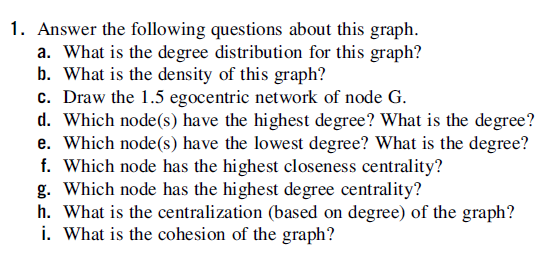 1. Answer the following questions about this graph.
a. What is the degree distribution for this graph?
b. What is the density of this graph?
c. Draw the 1.5 egocentric network of node G.
d. Which node(s) have the highest degree? What is the degree?
e. Which node(s) have the lowest degree? What is the degree?
f. Which node has the highest closeness centrality?
g. Which node has the highest degree centrality?
h. What is the centralization (based on degree) of the graph?
i. What is the cohesion of the graph?